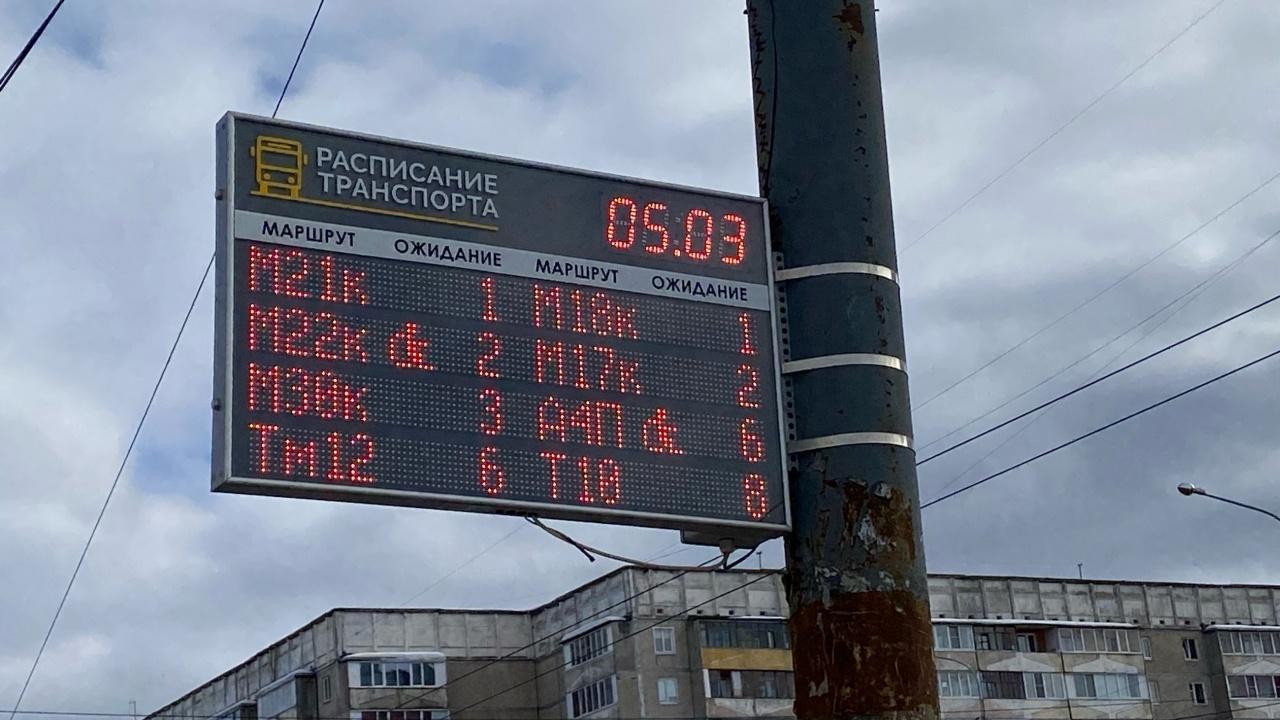 РАСПИСАНИЕ
ТРАНСПОРТА
05:03
МАРШРУТ ОЖИДАНИЕ МАРШРУТ ОЖИДАНИЕ
М21к 1 М18к 1
М22к 2 М17к 2
М30к 3 А4П 6
Тм12 6 Т10 8